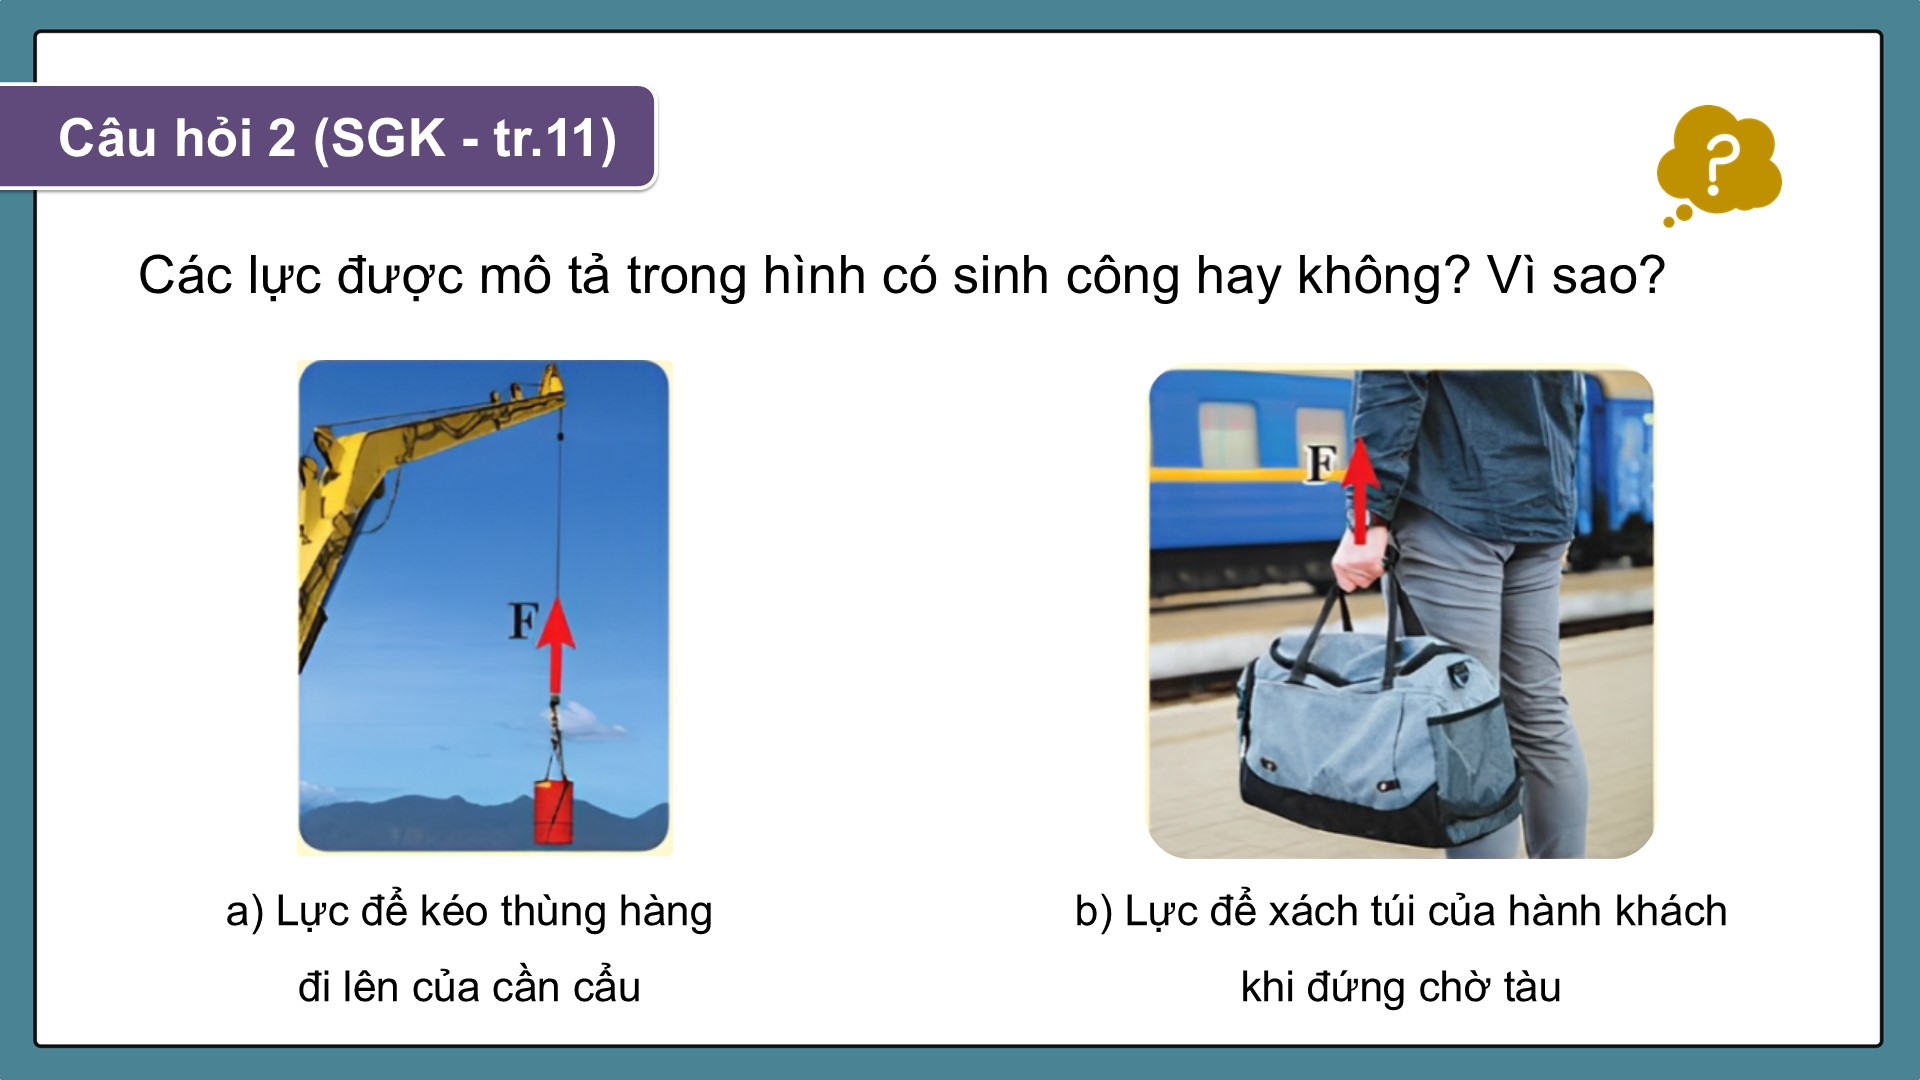 Câu hỏi 2 (SGK - tr.11)
?
Các lực được mô tả trong hình có sinh công hay không? Vì sao?
F
F
a) Lực để kéo thùng hàng
đi lên của cần cẩu
b) Lực để xách túi của hành khách
khi đứng chờ tàu